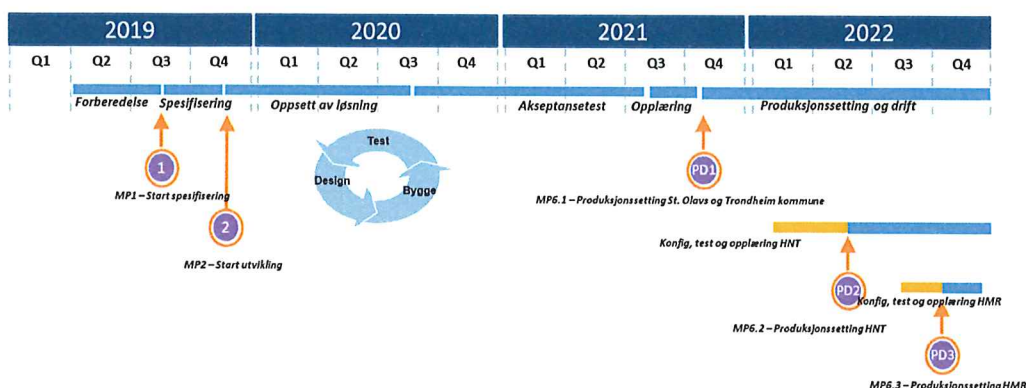 2019 2020 2021 2022
Q1 Q2 Q3 Q4 Q1 Q2 Q3 Q4 Q1 Q2 Q3 Q4 Q1 Q2 Q3 Q4
Forberedelse Spesifisering Oppsett av løsning Akseptansetest Opplæring Produksjonssetting og drift
Test
Design
Bygge
1
MP1 – Start spesifisering
2
MP2 – Start utvikling
PD1
MP6.1 – Produksjonssetting St. Olavs og Trondheim kommune
Konfig, test og opplæring HNT
PD2
Konfig, test og opplæring HMR
MP6.2 – Produksjonssetting HNT
PD3
MP6.3 – Produksjonssetting HMR